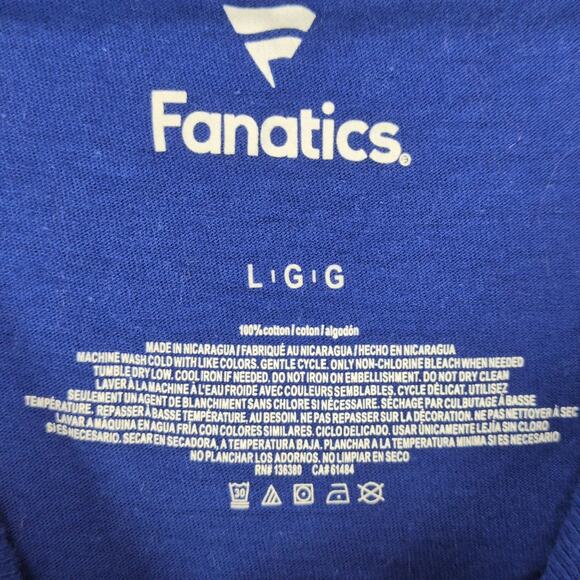 Fanatics®
L | G | G
100% cotton / coton / algodón
MADE IN NICARAGUA / FABRIQUÉ AU NICARAGUA / HECHO EN NICARAGUA
MACHINE WASH COLD WITH LIKE COLORS. GENTLE CYCLE. ONLY NON-CHLORINE BLEACH WHEN NEEDED
TUMBLE DRY LOW. COOL IRON IF NEEDED. DO NOT IRON ON EMBELLISHMENT. DO NOT DRY CLEAN
LAVER À LA MACHINE À L'EAU FROIDE AVEC COULEURS SEMBLABLES. CYCLE DÉLICAT. UTILISEZ
SEULEMENT UN AGENT DE BLANCHIMENT SANS CHLORE SI NÉCESSAIRE. SÉCHAGE PAR CULBUTAGE À BASSE
TEMPÉRATURE. REPASSER À BASSE TEMPÉRATURE. AU BESOIN. NE PAS REPASSER SUR LA DÉCORATION. NE PAS NETTOYER À SEC
LAVAR A MÁQUINA EN AGUA FRÍA CON COLORES SIMILARES. CICLO DELICADO. USAR ÚNICAMENTE LEJÍA SIN CLORO
SI ES NECESARIO. SECAR EN SECADORA, A TEMPERATURA BAJA. PLANCHAR A LA TEMPERATURA MINIMA SI ES NECESARIO
NO PLANCHAR LOS ADORNOS. NO LIMPIAR EN SECO
RN# 136380 CA# 61484
30